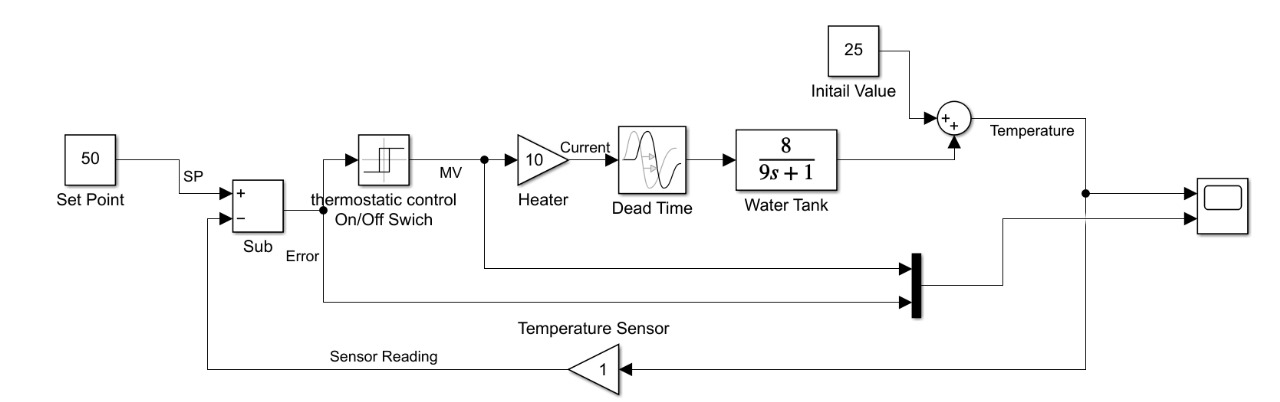 25
Initail Value
++
Temperature
50
Set Point
SP
+
−
Sub
Error
thermostatic control
On/Off Swich
MV
10
Heater
Current
Dead Time
8
9s + 1
Water Tank
Temperature Sensor
Sensor Reading
1